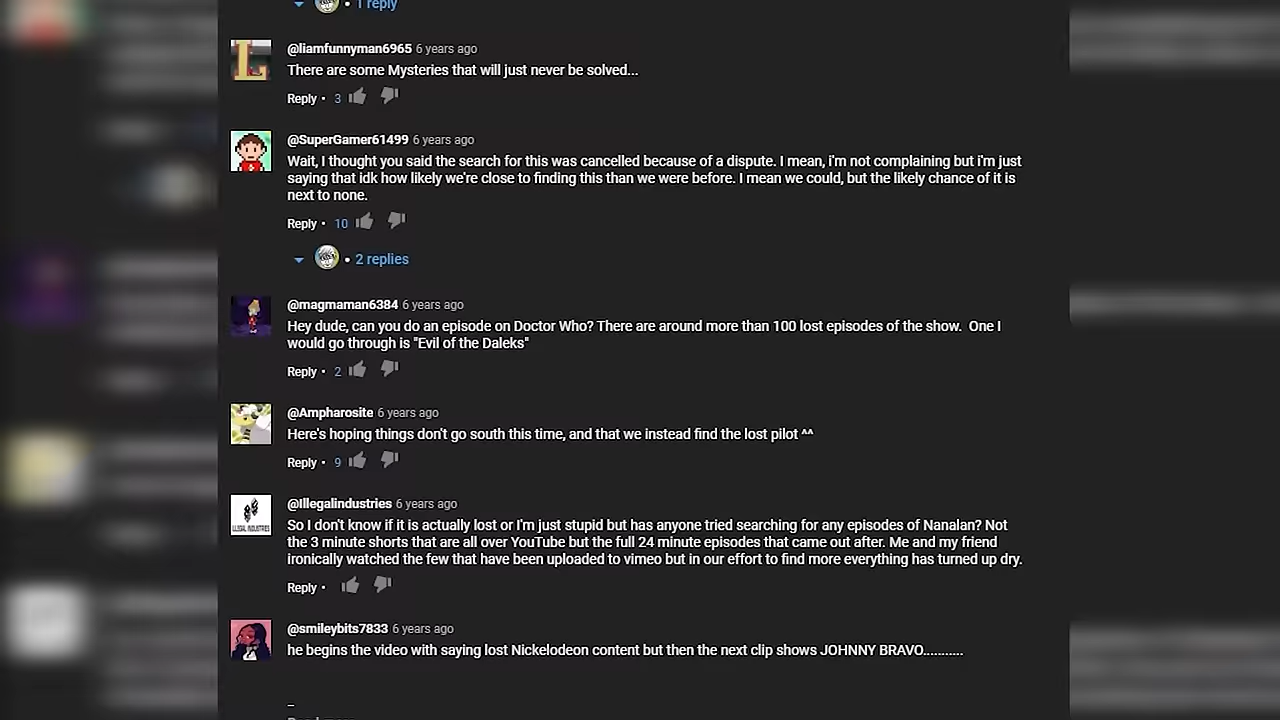 • 1 reply
@liamfunnyman6965 6 years ago
There are some Mysteries that will just never be solved...
Reply • 3
@SuperGamer61499 6 years ago
Wait, I thought you said the search for this was cancelled because of a dispute. I mean, i'm not complaining but i'm just
saying that idk how likely we're close to finding this than we were before. I mean we could, but the likely chance of it is
next to none.
Reply • 10
• 2 replies
@magmaman6384 6 years ago
Hey dude, can you do an episode on Doctor Who? There are around more than 100 lost episodes of the show.  One I
would go through is "Evil of the Daleks"
Reply • 2
@Ampharosite 6 years ago
Here's hoping things don't go south this time, and that we instead find the lost pilot ^^
Reply • 9
@Illegalindustries 6 years ago
ILLEGAL INDUSTRIES
So I don't know if it is actually lost or I'm just stupid but has anyone tried searching for any episodes of Nanalan? Not
the 3 minute shorts that are all over YouTube but the full 24 minute episodes that came out after. Me and my friend
ironically watched the few that have been uploaded to vimeo but in our effort to find more everything has turned up dry.
Reply •
@smileybits7833 6 years ago
he begins the video with saying lost Nickelodeon content but then the next clip shows JOHNNY BRAVO...........
_